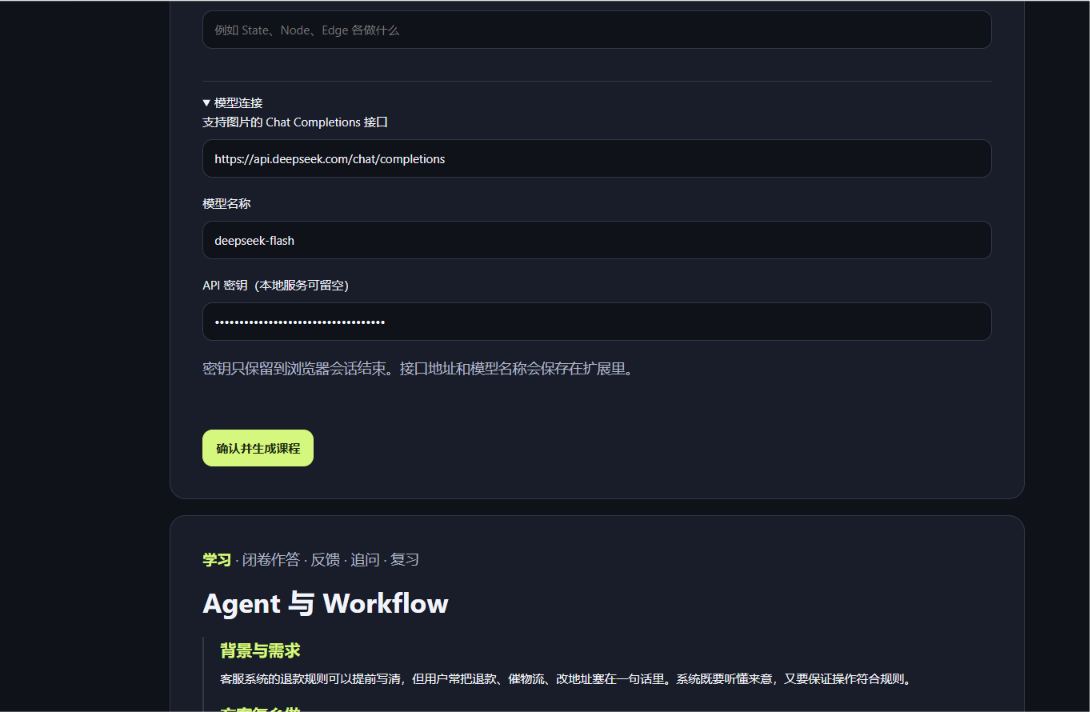 例如 State、Node、Edge 各做什么
▼ 模型连接
支持图片的 Chat Completions 接口
https://api.deepseek.com/chat/completions
模型名称
deepseek-flash
API 密钥（本地服务可留空）
••••••••••••••••••••••••••••••••••••
密钥只保留到浏览器会话结束。接口地址和模型名称会保存在扩展里。
确认并生成课程
学习 · 闭卷作答 · 反馈 · 追问 · 复习
Agent 与 Workflow
背景与需求
客服系统的退款规则可以提前写清，但用户常把退款、催物流、改地址塞在一句话里。系统既要听懂来意，又要保证操作符合规则。